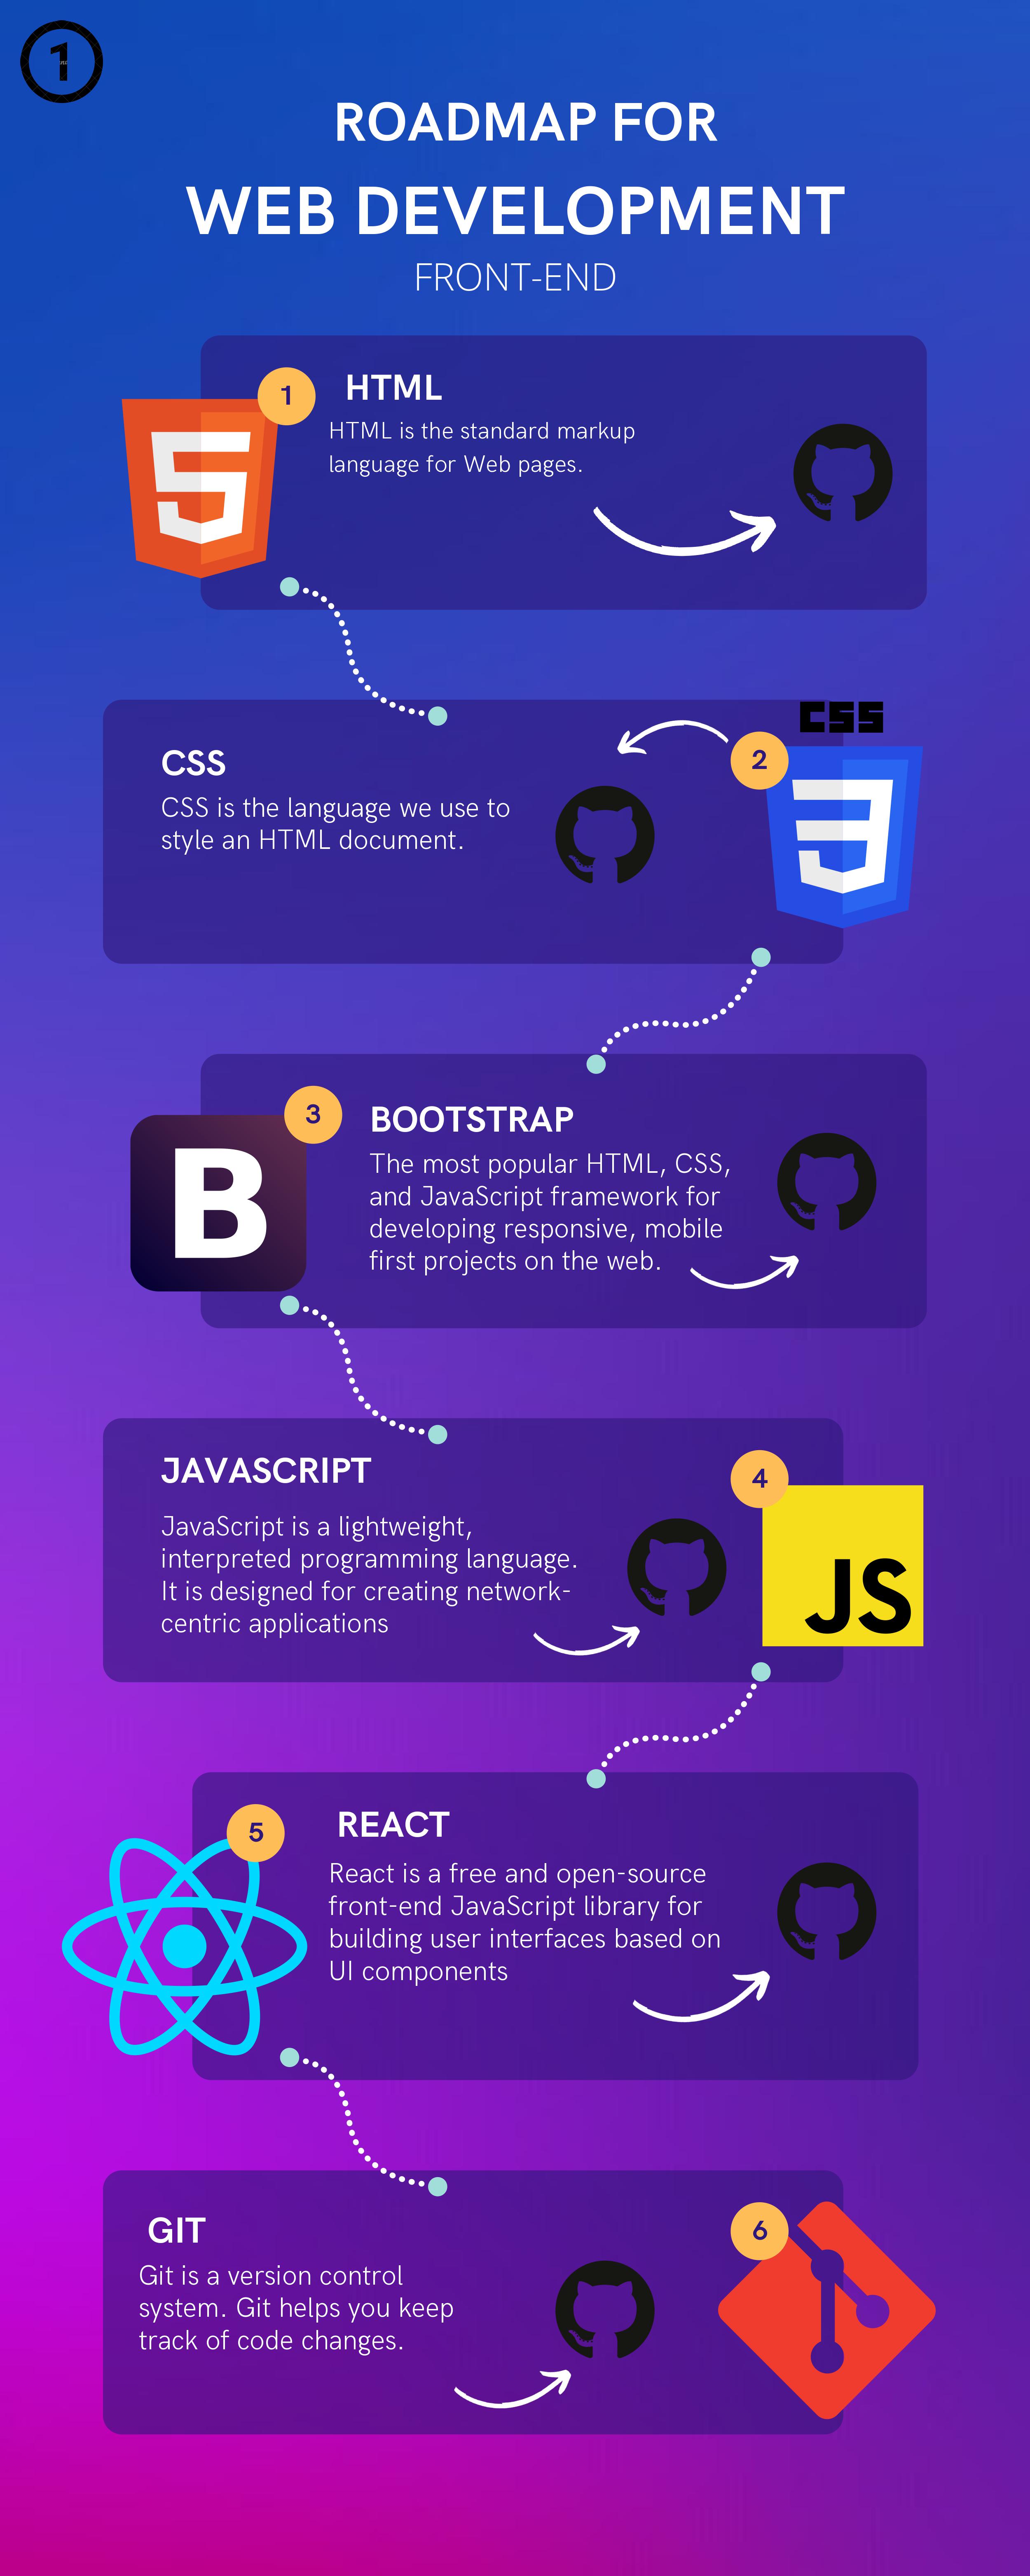 1
ROADMAP FOR
WEB DEVELOPMENT
FRONT-END
1
HTML
HTML is the standard markup
language for Web pages.
CSS
2
CSS
CSS is the language we use to
style an HTML document.
3
BOOTSTRAP
B
The most popular HTML, CSS,
and JavaScript framework for
developing responsive, mobile
first projects on the web.
4
JAVASCRIPT
JS
JavaScript is a lightweight,
interpreted programming language.
It is designed for creating network-
centric applications
5
REACT
React is a free and open-source
front-end JavaScript library for
building user interfaces based on
UI components
6
GIT
Git is a version control
system. Git helps you keep
track of code changes.